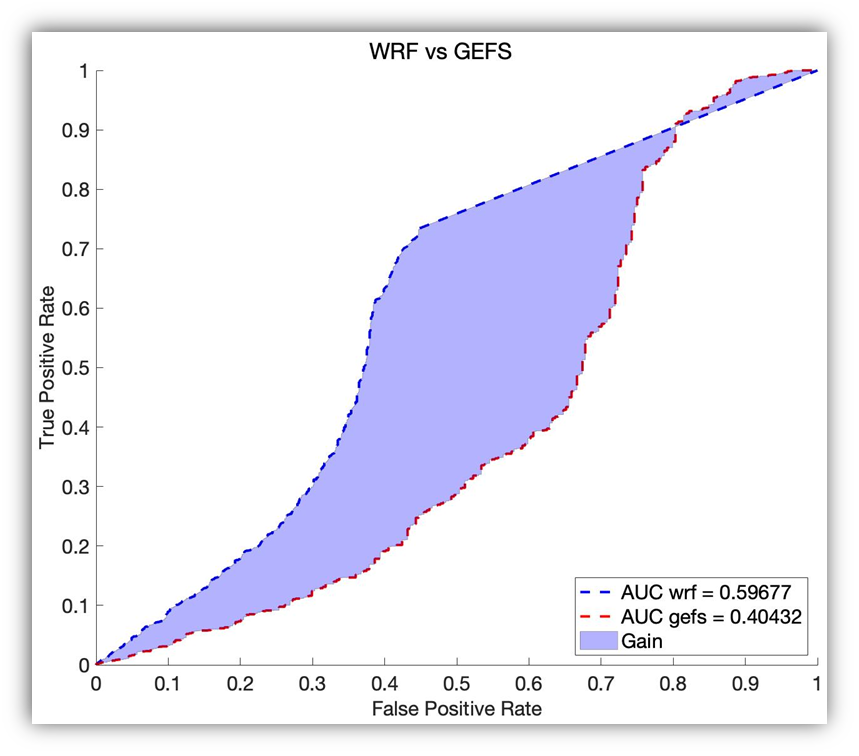 WRF vs GEFS
1
0.9
0.8
0.7
0.6
0.5
0.4
0.3
0.2
0.1
0
True Positive Rate
AUC wrf = 0.59677
AUC gefs = 0.40432
Gain
0 0.1 0.2 0.3 0.4 0.5 0.6 0.7 0.8 0.9 1
False Positive Rate